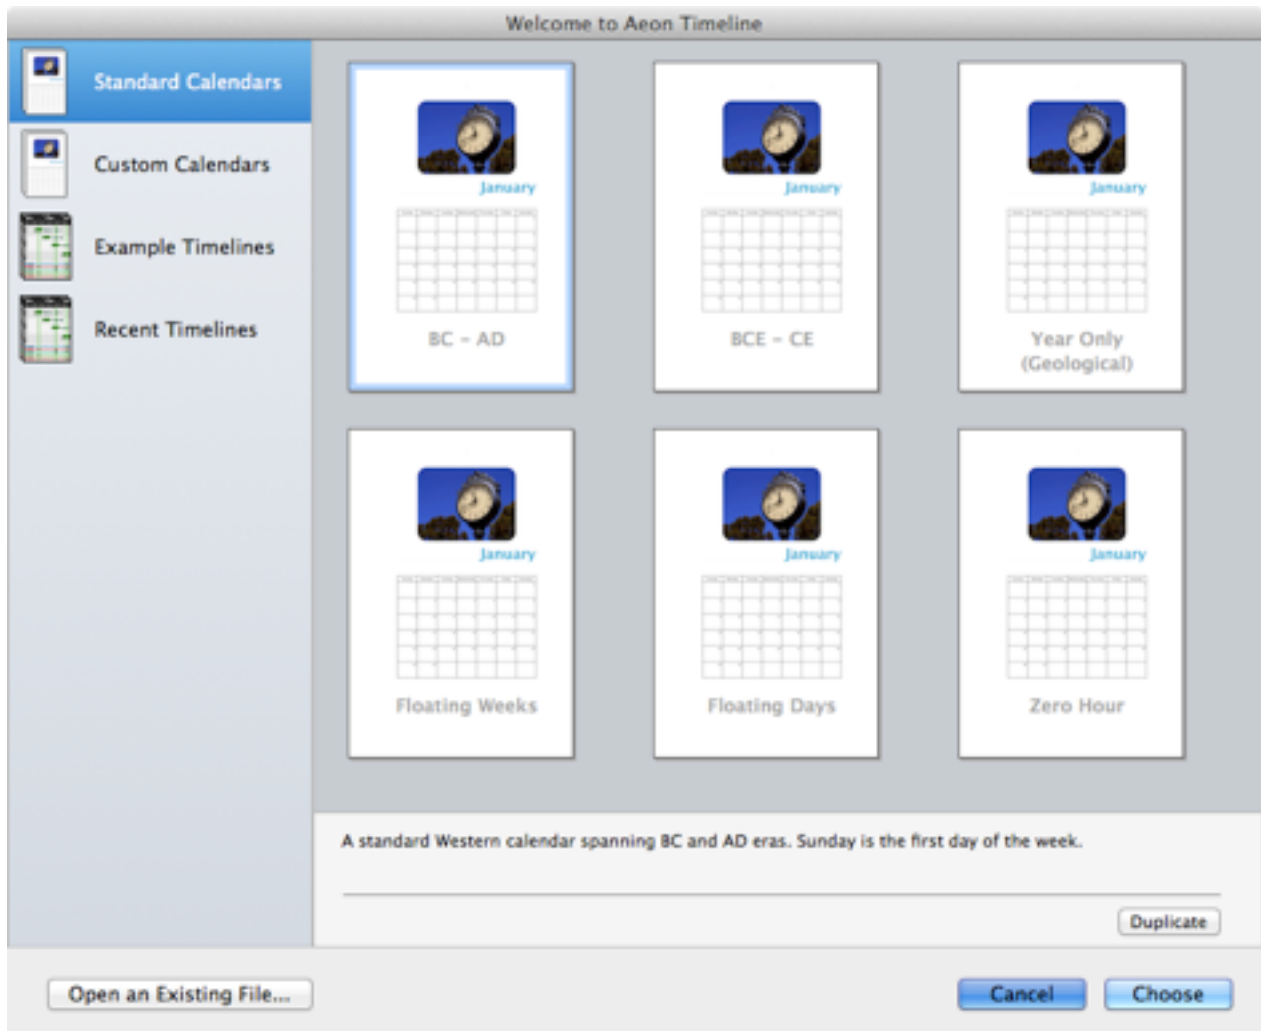 Welcome to Aeon Timeline
Standard Calendars
Custom Calendars
Example Timelines
Recent Timelines
January
BC - AD
January
BCE - CE
January
Year Only
(Geological)
January
Floating Weeks
January
Floating Days
January
Zero Hour
A standard Western calendar spanning BC and AD eras. Sunday is the first day of the week.
Duplicate
Open an Existing File...
Cancel
Choose